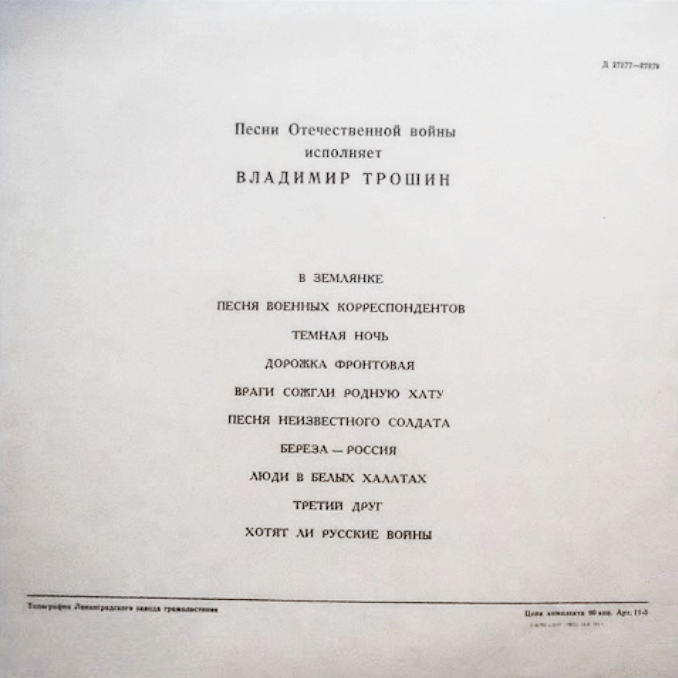 Д 27277—27278
Песни Отечественной войны
исполняет
ВЛАДИМИР ТРОШИН
В ЗЕМЛЯНКЕ
ПЕСНЯ ВОЕННЫХ КОРРЕСПОНДЕНТОВ
ТЕМНАЯ НОЧЬ
ДОРОЖКА ФРОНТОВАЯ
ВРАГИ СОЖГЛИ РОДНУЮ ХАТУ
ПЕСНЯ НЕИЗВЕСТНОГО СОЛДАТА
БЕРЕЗА — РОССИЯ
ЛЮДИ В БЕЛЫХ ХАЛАТАХ
ТРЕТИЙ ДРУГ
ХОТЯТ ЛИ РУССКИЕ ВОЙНЫ
Типография Ленинградского завода грампластинок
Цена комплекта 90 коп. Арт. 11-5